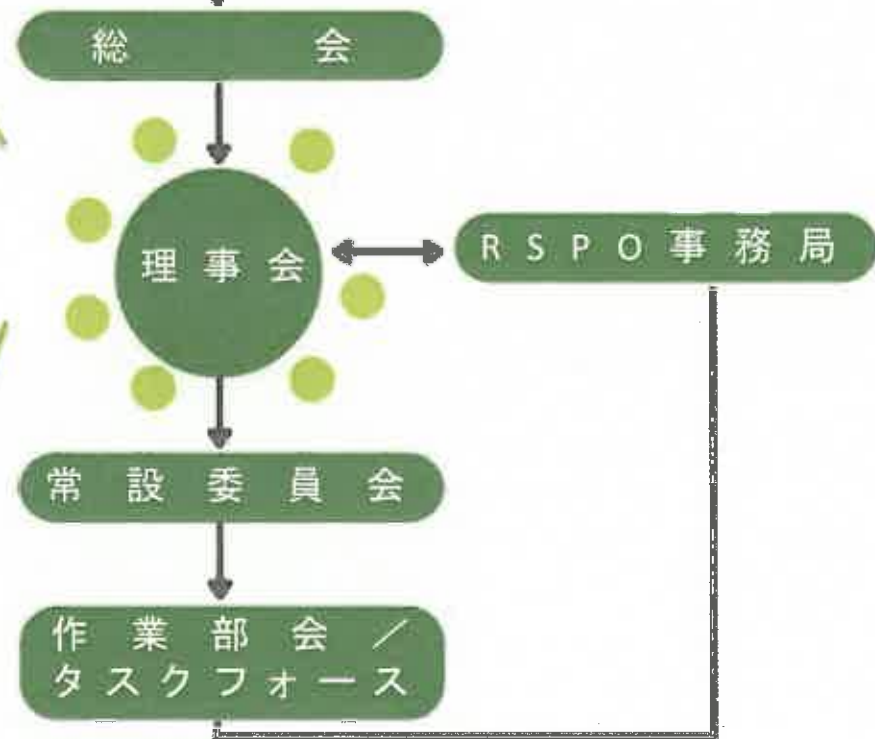 総会
理事会
RSPO事務局
常設委員会
作業部会／
タスクフォース